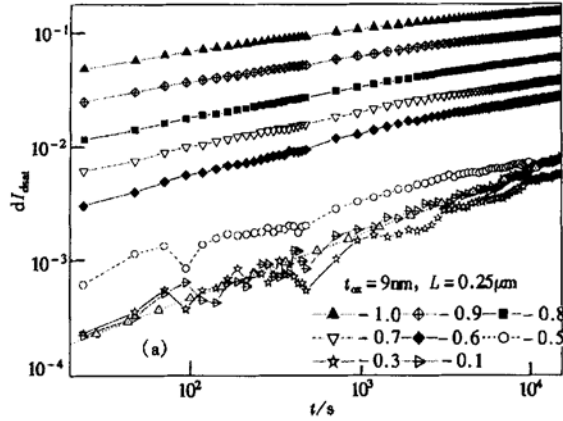 10⁻¹
10⁻²
10⁻³
10⁻⁴
dI_dsat
t_ox = 9nm, L = 0.25μm
- 1.0 - 0.9 - 0.8
- 0.7 - 0.6 - 0.5
- 0.3 - 0.1
(a)
10² 10³ 10⁴
t/s